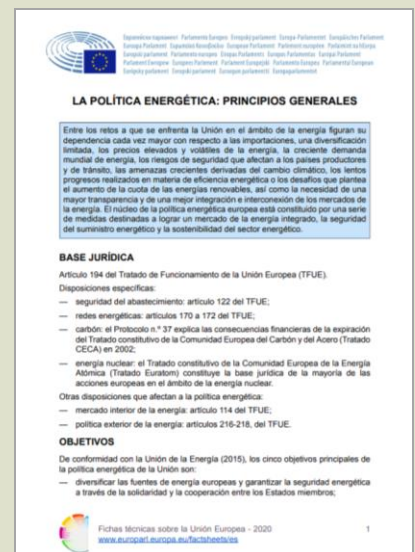 LA POLÍTICA ENERGÉTICA: PRINCIPIOS GENERALES
Entre los retos a que se enfrenta la Unión en el ámbito de la energía figuran su
dependencia cada vez mayor con respecto a las importaciones, una diversificación
limitada, los precios elevados y volátiles de la energía, la creciente demanda
mundial de energía, los riesgos de seguridad que afectan a los países productores
y de tránsito, las amenazas crecientes derivadas del cambio climático, los lentos
progresos realizados en materia de eficiencia energética o los desafíos que plantea
el aumento de la cuota de las energías renovables, así como la necesidad de una
mayor transparencia y de una mejor integración e interconexión de los mercados de
la energía. El núcleo de la política energética europea está constituido por una serie
de medidas destinadas a lograr un mercado de la energía integrado, la seguridad
del suministro energético y la sostenibilidad del sector energético.
BASE JURÍDICA
Artículo 194 del Tratado de Funcionamiento de la Unión Europea (TFUE).
Disposiciones específicas:
— seguridad del abastecimiento: artículo 122 del TFUE;
— redes energéticas: artículos 170 a 172 del TFUE;
— carbón: el Protocolo n.º 37 explica las consecuencias financieras de la expiración
del Tratado constitutivo de la Comunidad Europea del Carbón y del Acero (Tratado
CECA) en 2002;
— energía nuclear: el Tratado constitutivo de la Comunidad Europea de la Energía
Atómica (Tratado Euratom) constituye la base jurídica de la mayoría de las
acciones europeas en el ámbito de la energía nuclear.
Otras disposiciones que afectan a la política energética:
— mercado interior de la energía: artículo 114 del TFUE;
— política exterior de la energía: artículos 216-218, del TFUE.
OBJETIVOS
De conformidad con la Unión de la Energía (2015), los cinco objetivos principales de
la política energética de la Unión son:
— diversificar las fuentes de energía europeas y garantizar la seguridad energética
a través de la solidaridad y la cooperación entre los Estados miembros;
Fichas técnicas sobre la Unión Europea - 2020 1
www.europarl.europa.eu/factsheets/es